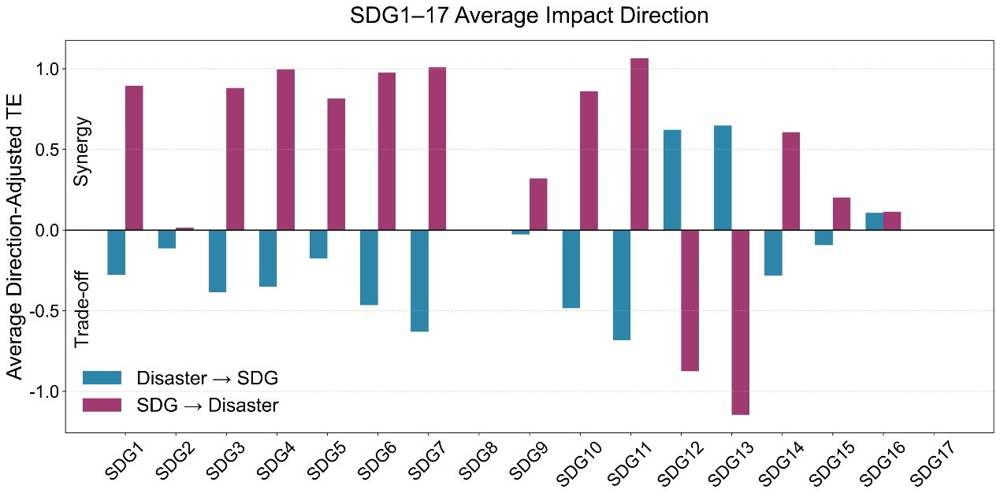 SDG1–17 Average Impact Direction
Average Direction-Adjusted TE
1.0
0.5
0.0
-0.5
-1.0
Synergy
Trade-off
Disaster → SDG
SDG → Disaster
SDG1
SDG2
SDG3
SDG4
SDG5
SDG6
SDG7
SDG8
SDG9
SDG10
SDG11
SDG12
SDG13
SDG14
SDG15
SDG16
SDG17